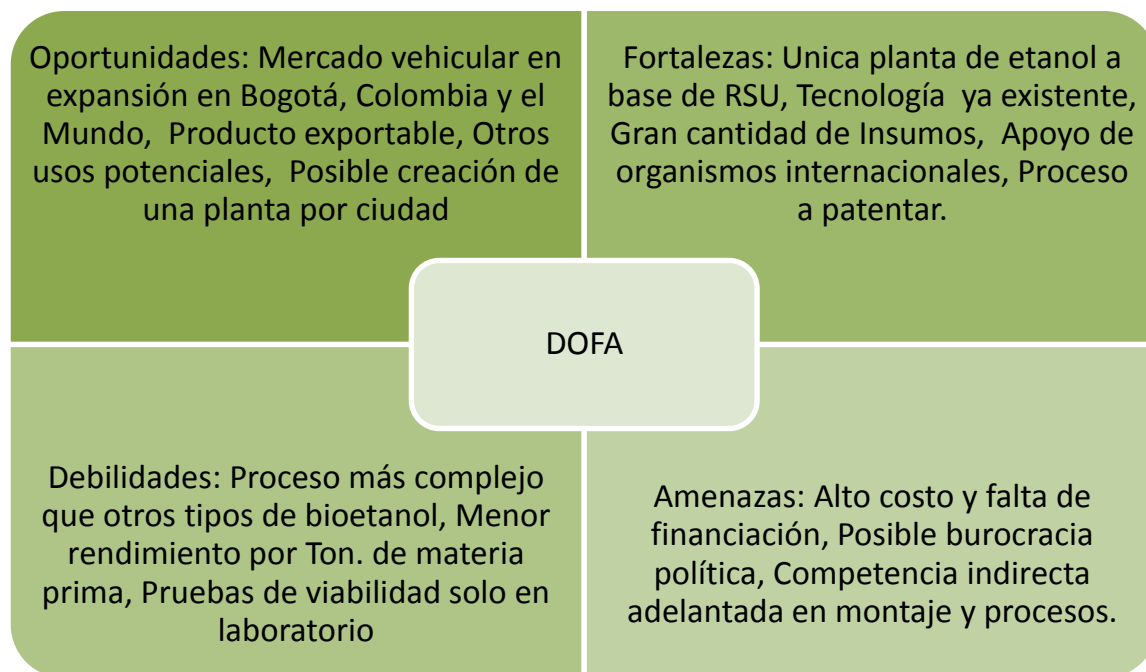 Oportunidades: Mercado vehicular en
expansión en Bogotá, Colombia y el
Mundo,  Producto exportable, Otros
usos potenciales,  Posible creación de
una planta por ciudad
Fortalezas: Unica planta de etanol a
base de RSU, Tecnología  ya existente,
Gran cantidad de Insumos,  Apoyo de
organismos internacionales, Proceso
a patentar.
DOFA
Debilidades: Proceso más complejo
que otros tipos de bioetanol, Menor
rendimiento por Ton. de materia
prima, Pruebas de viabilidad solo en
laboratorio
Amenazas: Alto costo y falta de
financiación, Posible burocracia
política, Competencia indirecta
adelantada en montaje y procesos.